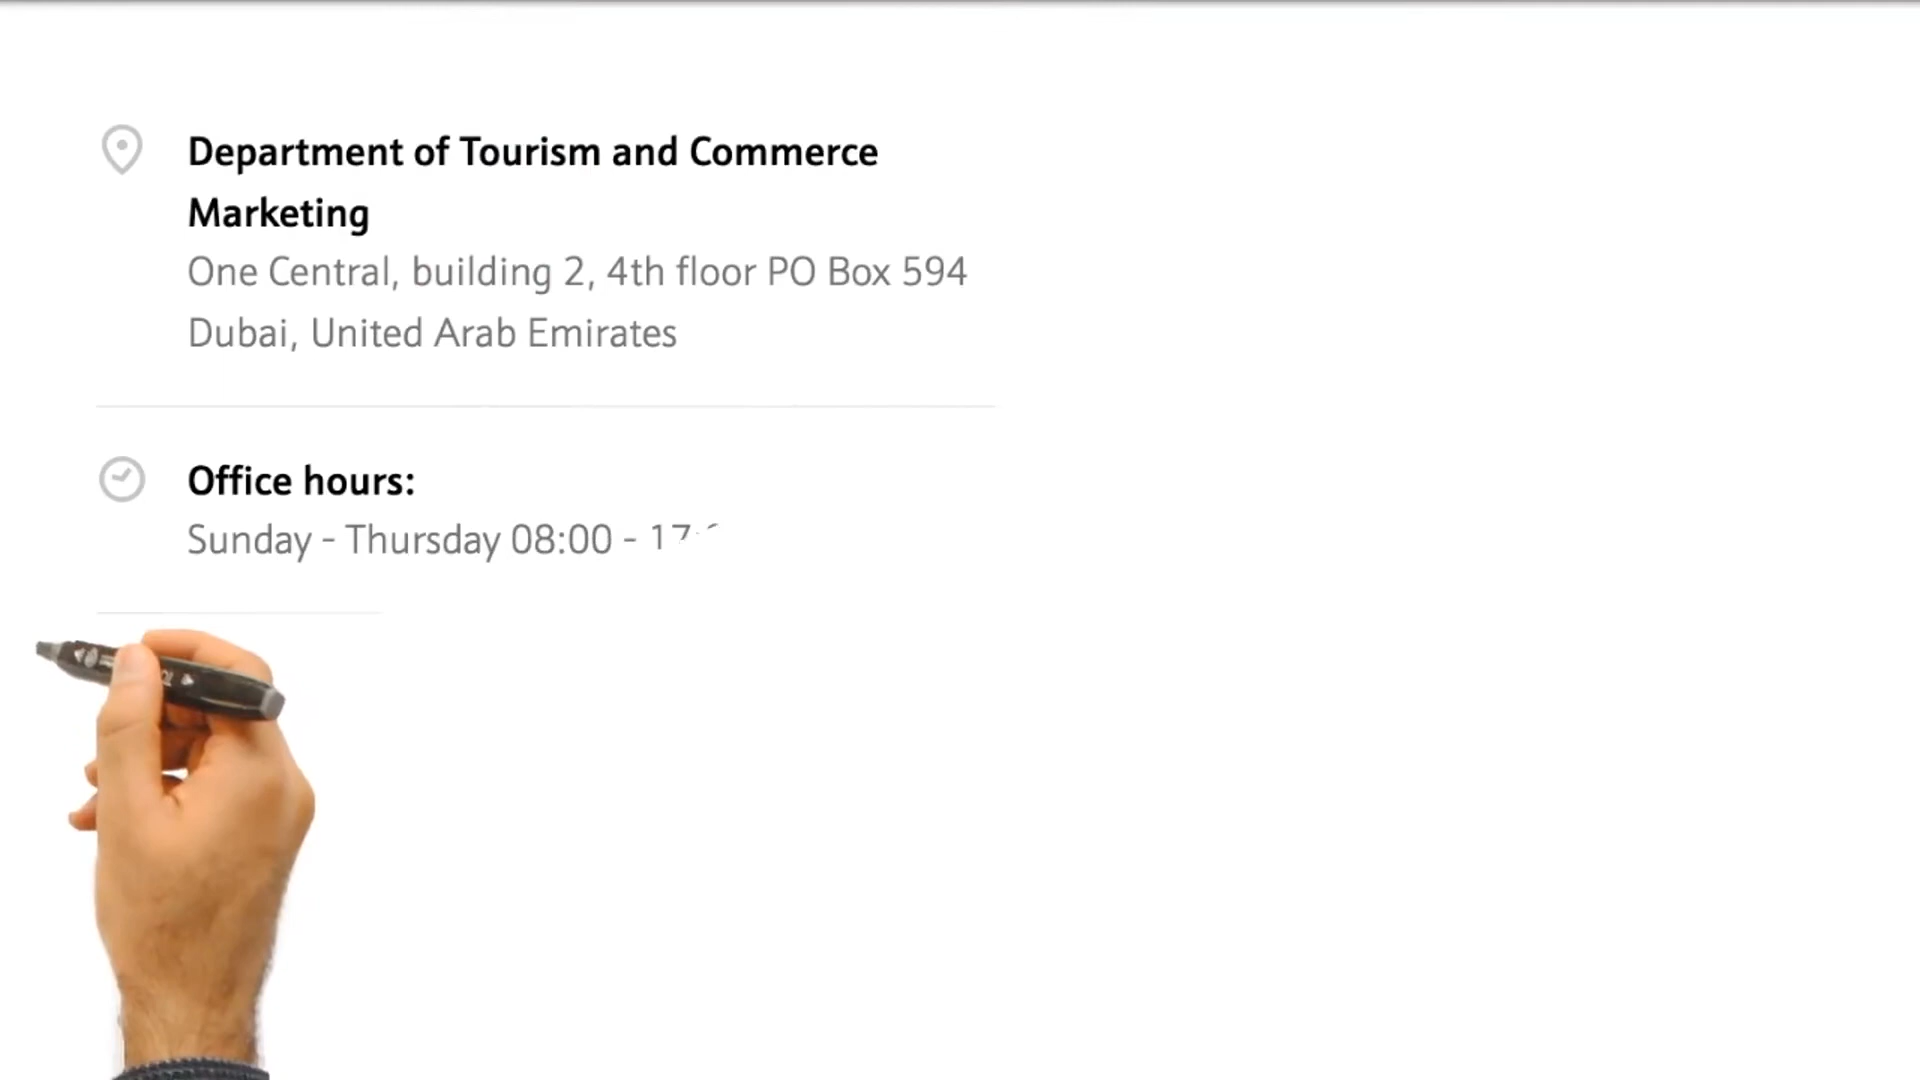 Department of Tourism and Commerce
Marketing
One Central, building 2, 4th floor PO Box 594
Dubai, United Arab Emirates
Office hours:
Sunday - Thursday 08:00 -